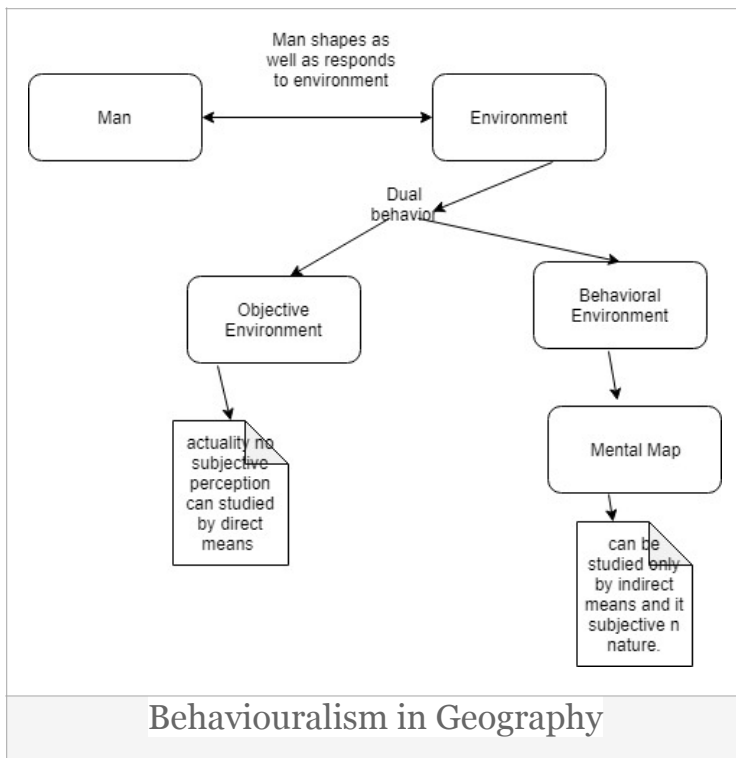 Man shapes as
well as responds
to environment
Man
Environment
Dual
behavior
Objective
Environment
Behavioral
Environment
actuality no
subjective
perception
can studied
by direct
means
Mental Map
can be
studied only
by indirect
means and it
subjective n
nature.
Behaviouralism in Geography